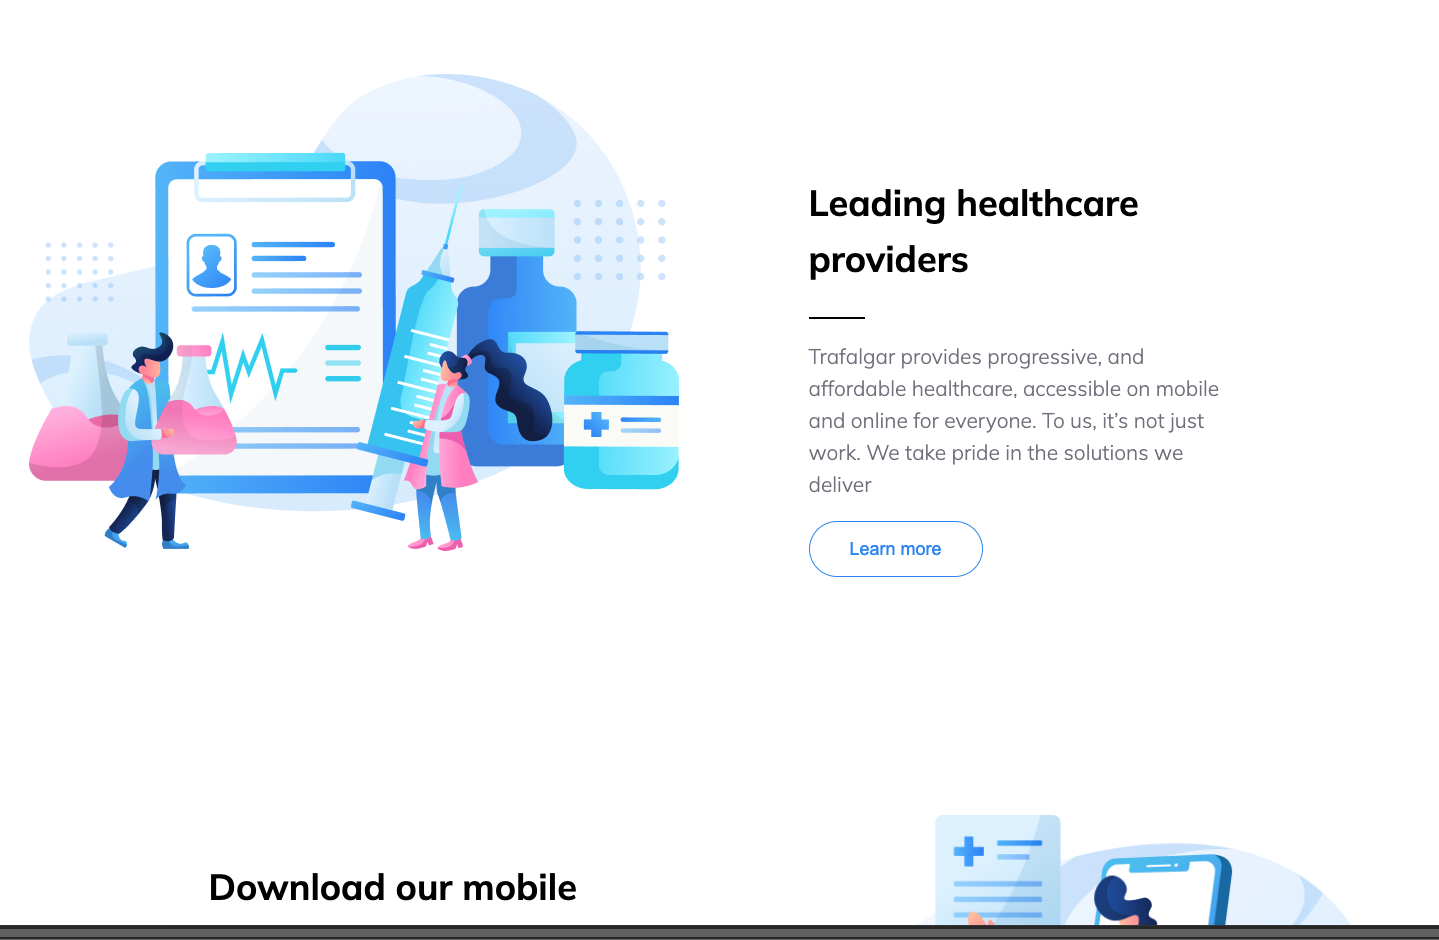 Leading healthcare
providers
Trafalgar provides progressive, and
affordable healthcare, accessible on mobile
and online for everyone. To us, it’s not just
work. We take pride in the solutions we
deliver
Learn more
Download our mobile